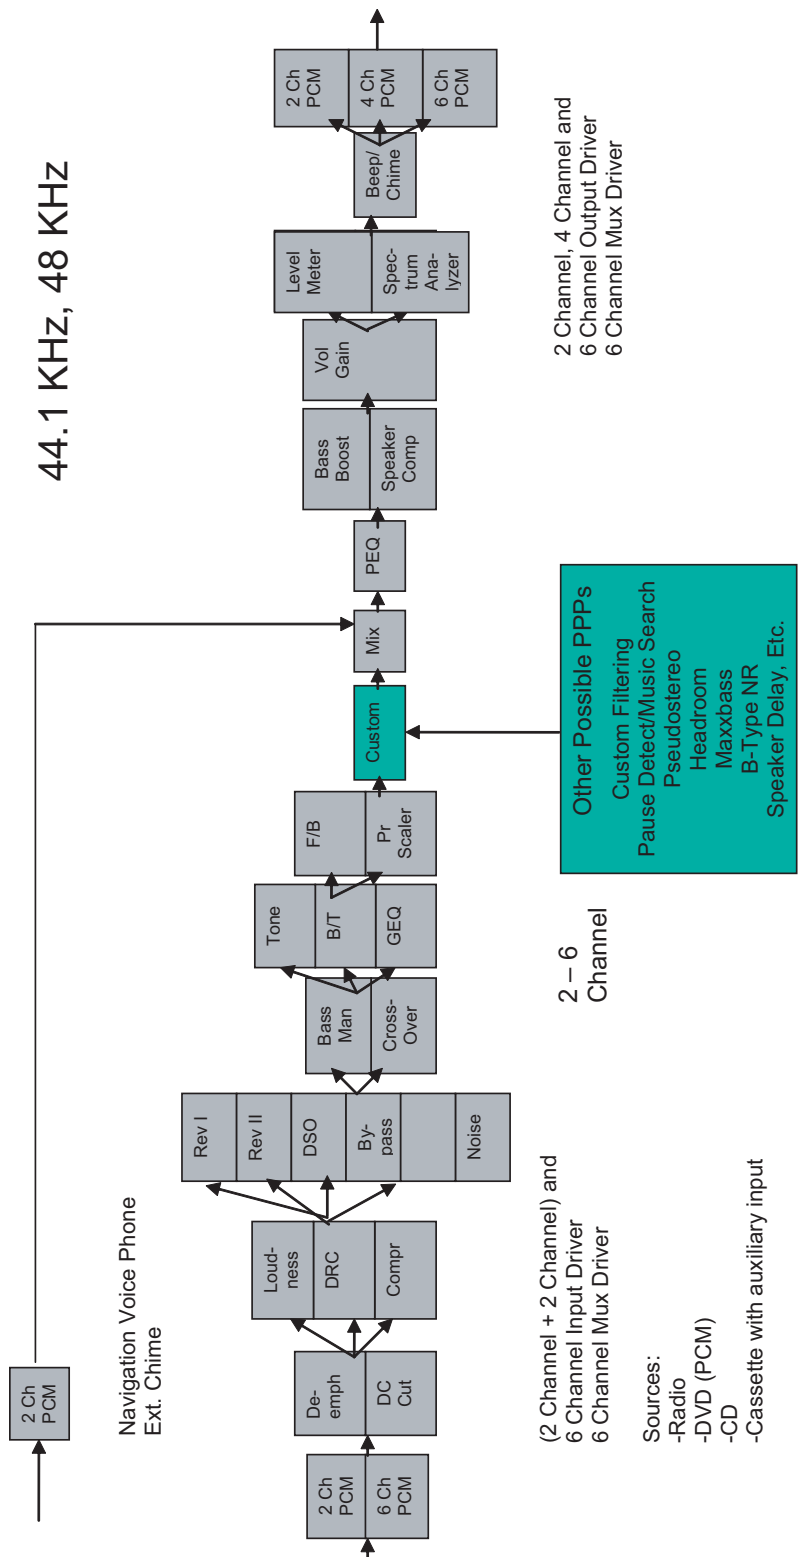 44.1 KHz, 48 KHz
2 Ch
PCM
Navigation Voice Phone
Ext. Chime
2 Ch
PCM
6 Ch
PCM
De-
emph
DC
Cut
Loud-
ness
DRC
Compr
Rev I
Rev II
DSO
By-
pass
Noise
Bass
Man
Cross-
Over
Tone
B/T
GEQ
F/B
Pr
Scaler
Custom
Mix
PEQ
Bass
Boost
Speaker
Comp
Vol
Gain
Level
Meter
Spec-
trum
Ana-
lyzer
Beep/
Chime
2 Ch
PCM
4 Ch
PCM
6 Ch
PCM
(2 Channel + 2 Channel) and
6 Channel Input Driver
6 Channel Mux Driver
Sources:
-Radio
-DVD (PCM)
-CD
-Cassette with auxiliary input
2 – 6
Channel
Other Possible PPPs
Custom Filtering
Pause Detect/Music Search
Pseudostereo
Headroom
Maxxbass
B-Type NR
Speaker Delay, Etc.
2 Channel, 4 Channel and
6 Channel Output Driver
6 Channel Mux Driver